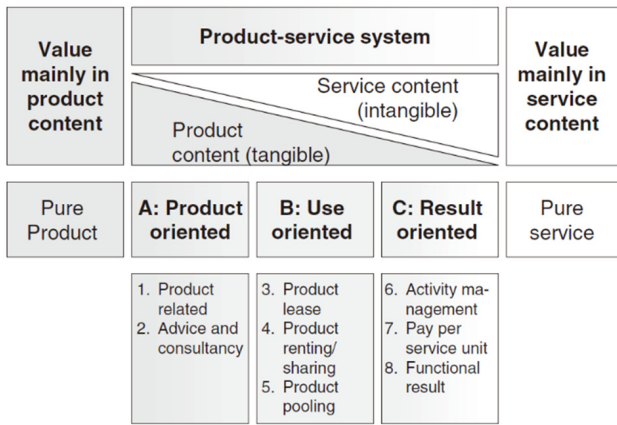 Value
mainly in
product
content
Product-service system
Service content
(intangible)
Product
content (tangible)
Value
mainly in
service
content
Pure
Product
A: Product
oriented
B: Use
oriented
C: Result
oriented
Pure
service
1. Product
related
2. Advice and
consultancy
3. Product
lease
4. Product
renting/
sharing
5. Product
pooling
6. Activity ma-
nagement
7. Pay per
service unit
8. Functional
result